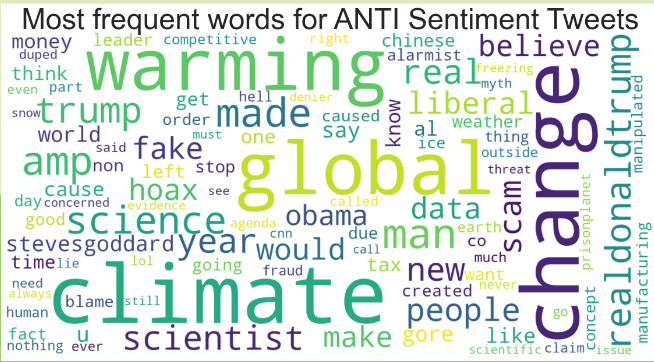 Most frequent words for ANTI Sentiment Tweets
money leader competitive right chinese believe
duped alarmist
think warming real freezing
even part get hell denier liberal myth
snow trump order made caused know weather
world must say al thing
said fake one ice outside
amp non left stop global threat
cause hoax see data scam
day concerned evidence called
good science agenda obama man earth
stevesgoddard year cnn would due call co much
time lie lol going fraud tax new want never
need climate created
always blame still people go
human u gore like concept
fact scientist make scientific claim issue
nothing ever
change
realdonaldtrump
manipulated
prisonplanet
manufacturing